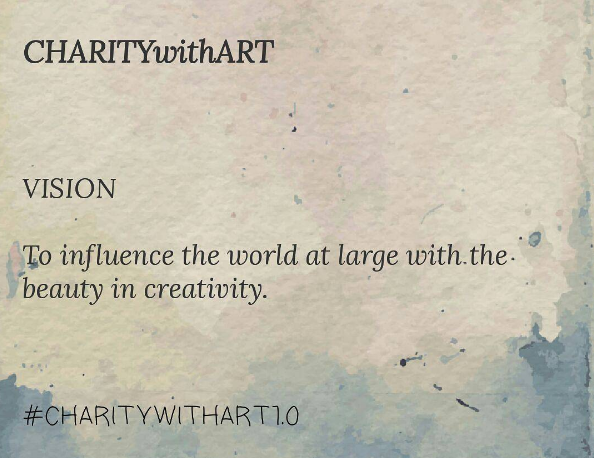 CHARITYwithART
VISION
To influence the world at large with the
beauty in creativity.
#CHARITYWITHART1.0